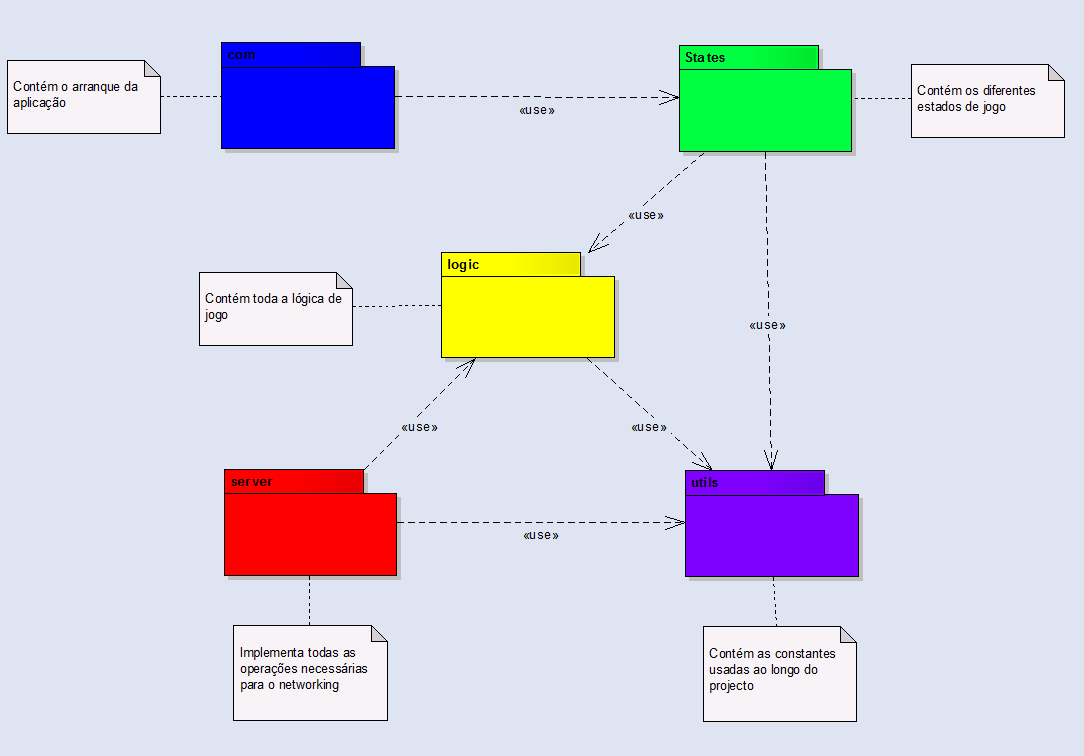 com
States
Contém o arranque da
aplicação
«use»
Contém os diferentes
estados de jogo
«use»
logic
Contém toda a lógica de
jogo
«use»
«use»
«use»
server
utils
«use»
Implementa todas as
operações necessárias
para o networking
Contém as constantes
usadas ao longo do
projecto